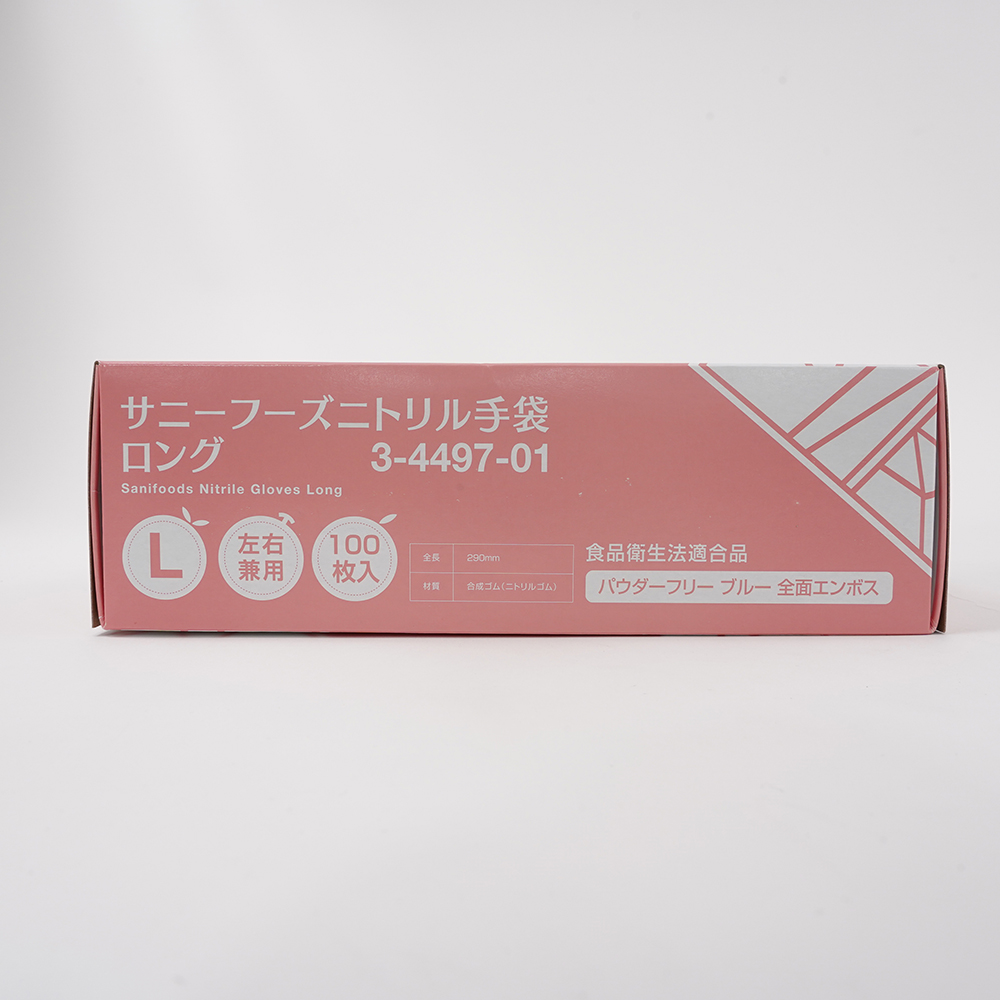 サニーフーズニトリル手袋
ロング 3-4497-01
Sanifoods Nitrile Gloves Long
L
左右
兼用
100
枚入
全長 290mm
材質 合成ゴム(ニトリルゴム)
食品衛生法適合品
パウダーフリー ブルー 全面エンボス